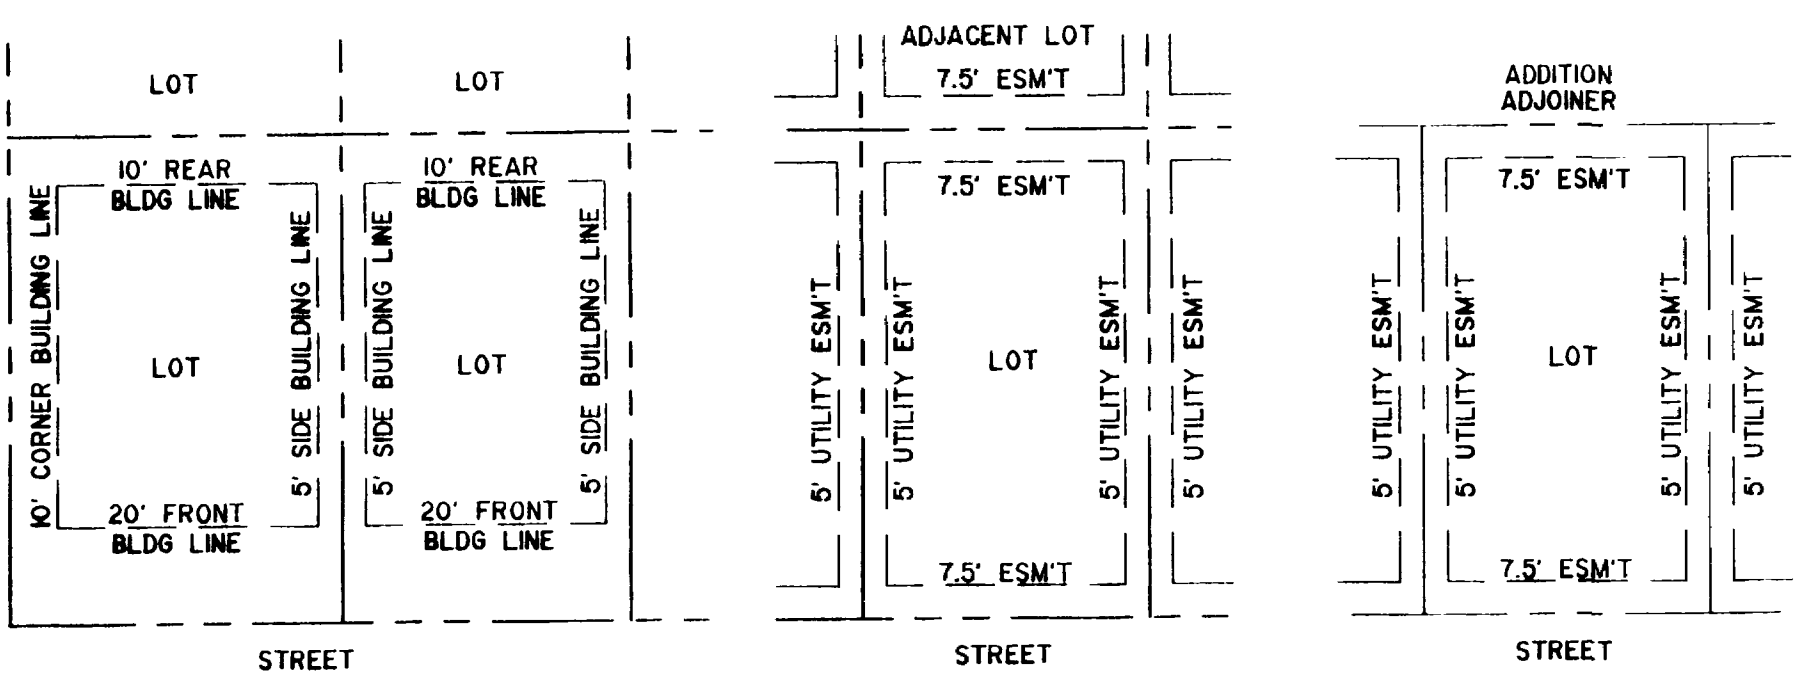 LOT
LOT
10' REAR
BLDG LINE
10' REAR
BLDG LINE
10' CORNER BUILDING LINE
5' SIDE BUILDING LINE
5' SIDE BUILDING LINE
5' SIDE BUILDING LINE
LOT
LOT
20' FRONT
BLDG LINE
20' FRONT
BLDG LINE
STREET
ADJACENT LOT
7.5' ESM'T
7.5' ESM'T
5' UTILITY ESM'T
5' UTILITY ESM'T
LOT
5' UTILITY ESM'T
5' UTILITY ESM'T
7.5' ESM'T
STREET
ADDITION
ADJOINER
7.5' ESM'T
5' UTILITY ESM'T
5' UTILITY ESM'T
LOT
5' UTILITY ESM'T
5' UTILITY ESM'T
7.5' ESM'T
STREET